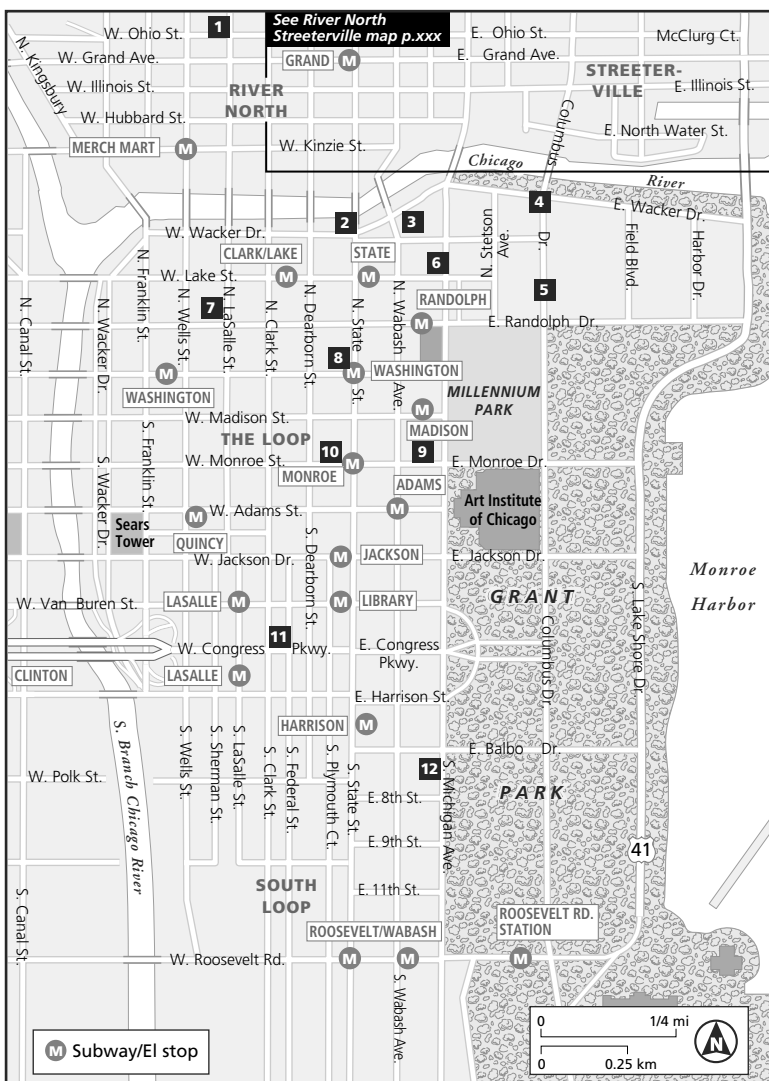 See River North
Streeterville map p.xxx
W. Ohio St.
1
E. Ohio St.
McClurg Ct.
W. Grand Ave.
GRAND
M
E. Grand Ave.
N. Kingsbury
W. Illinois St.
RIVER
NORTH
STREETER-
VILLE
E. Illinois St.
W. Hubbard St.
Columbus
Dr.
E. North Water St.
MERCH MART
M
W. Kinzie St.
Chicago
River
2
3
4
E. Wacker Dr.
W. Wacker Dr.
N. Stetson
Ave.
Field Blvd.
Harbor Dr.
CLARK/LAKE
M
STATE
M
6
W. Lake St.
5
N. Canal St.
N. Wacker Dr.
N. Franklin St.
N. Wells St.
7
N. LaSalle St.
N. Clark St.
N. Dearborn St.
N. State
St.
N. Wabash
Ave.
RANDOLPH
M
E. Randolph Dr.
8
M
WASHINGTON
M
WASHINGTON
MILLENNIUM
PARK
W. Madison St.
M
MADISON
THE LOOP
S. Franklin St.
S. Wacker Dr.
10
9
W. Monroe St.
M
MONROE
E. Monroe Dr.
ADAMS
M
Art Institute
of Chicago
M
W. Adams St.
Sears
Tower
QUINCY
S. Dearborn St.
W. Jackson Dr.
M
JACKSON
E. Jackson Dr.
Monroe
Harbor
W. Van Buren St.
LASALLE
M
M
LIBRARY
GRANT
S. Lake Shore Dr.
Columbus Dr.
11
W. Congress
Pkwy.
E. Congress
Pkwy.
CLINTON
LASALLE
M
E. Harrison St.
HARRISON
M
S. Branch Chicago River
S. Wells St.
S. Sherman St.
S. LaSalle St.
S. Clark St.
S. Federal St.
S. Plymouth Ct.
S. State St.
E. Balbo Dr.
12
S. Michigan Ave.
W. Polk St.
PARK
E. 8th St.
E. 9th St.
41
SOUTH
LOOP
E. 11th St.
S. Canal St.
ROOSEVELT/WABASH
ROOSEVELT RD.
STATION
W. Roosevelt Rd.
M
M
M
S. Wabash Ave.
M Subway/El stop
0
1/4 mi
0
0.25 km
N